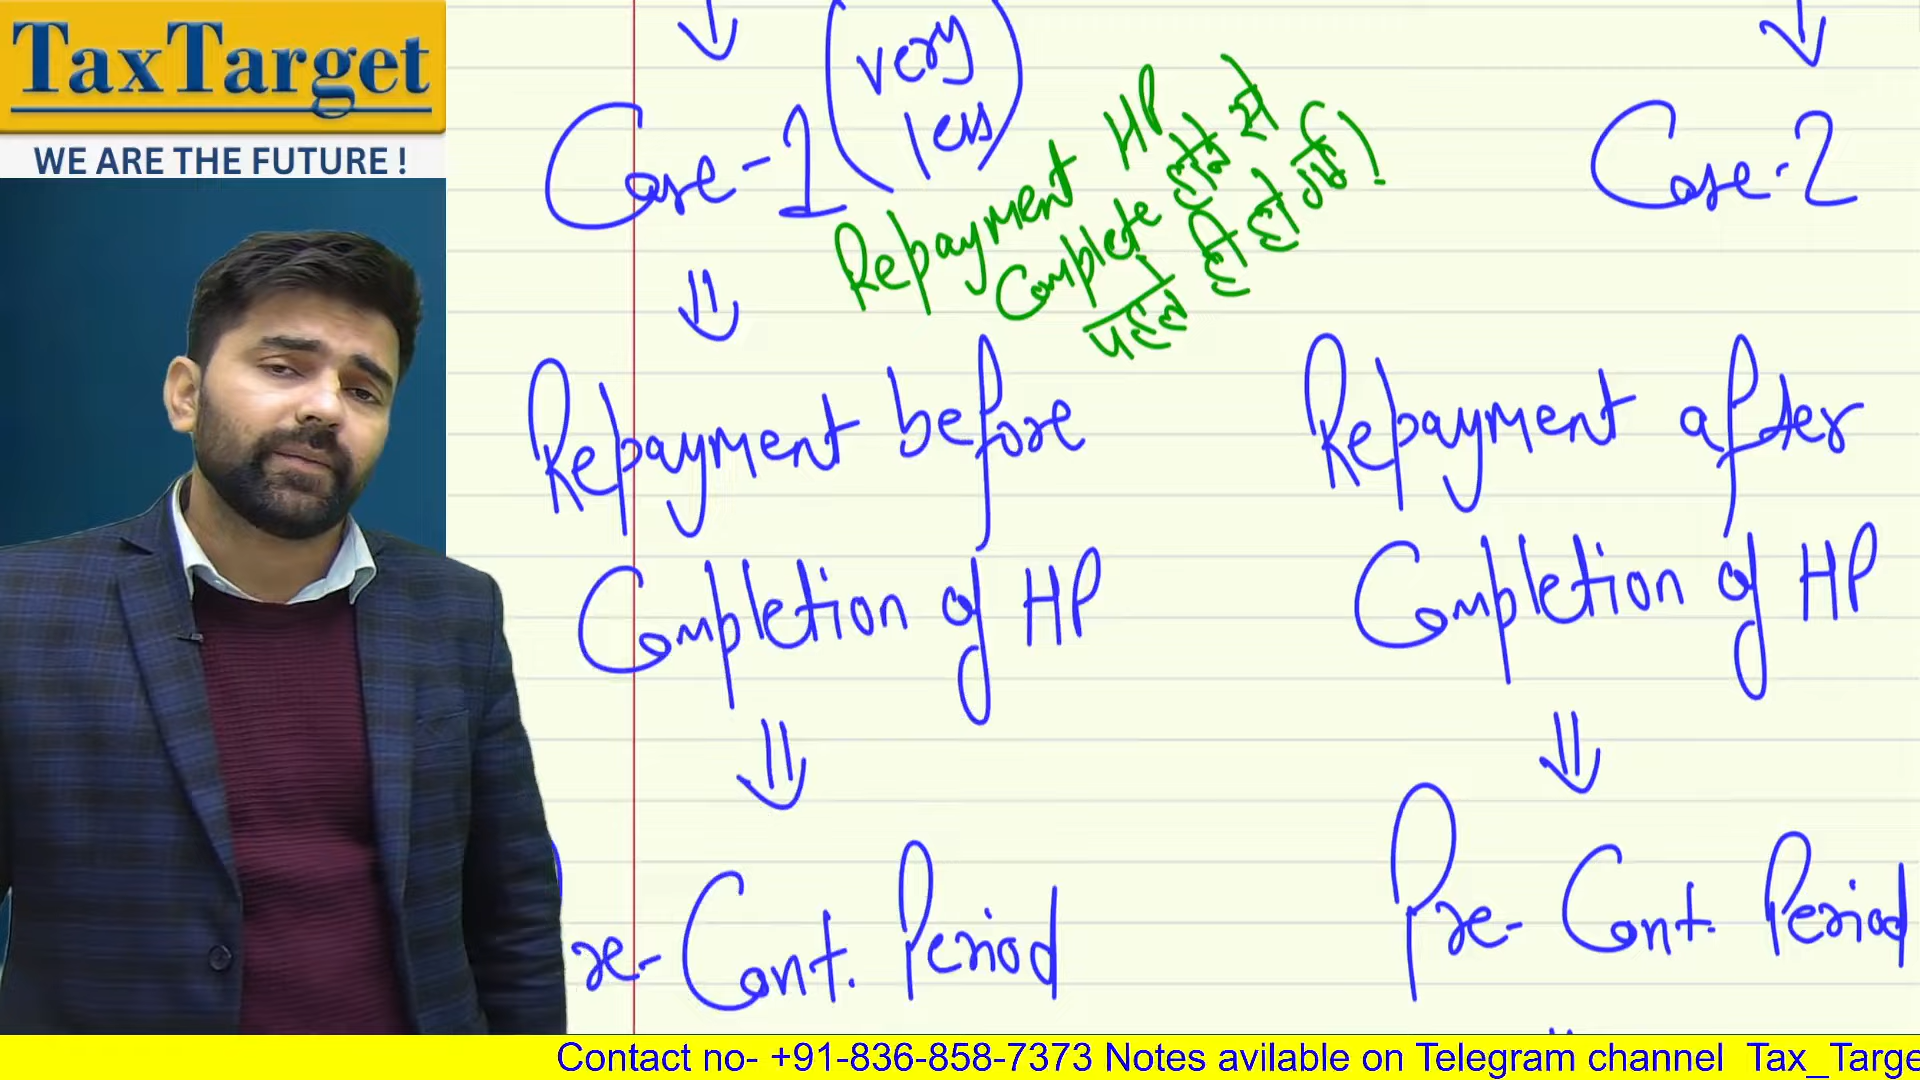 TaxTarget
WE ARE THE FUTURE !
Case-1
(very
less)
Repayment HP
Complete होने से
पहले ही हो गई !
Repayment before
Completion of HP
re- Cont. Period
Case-2
Repayment after
Completion of HP
Pre- Cont. Period
Contact no- +91-836-858-7373 Notes avilable on Telegram channel Tax_Targe